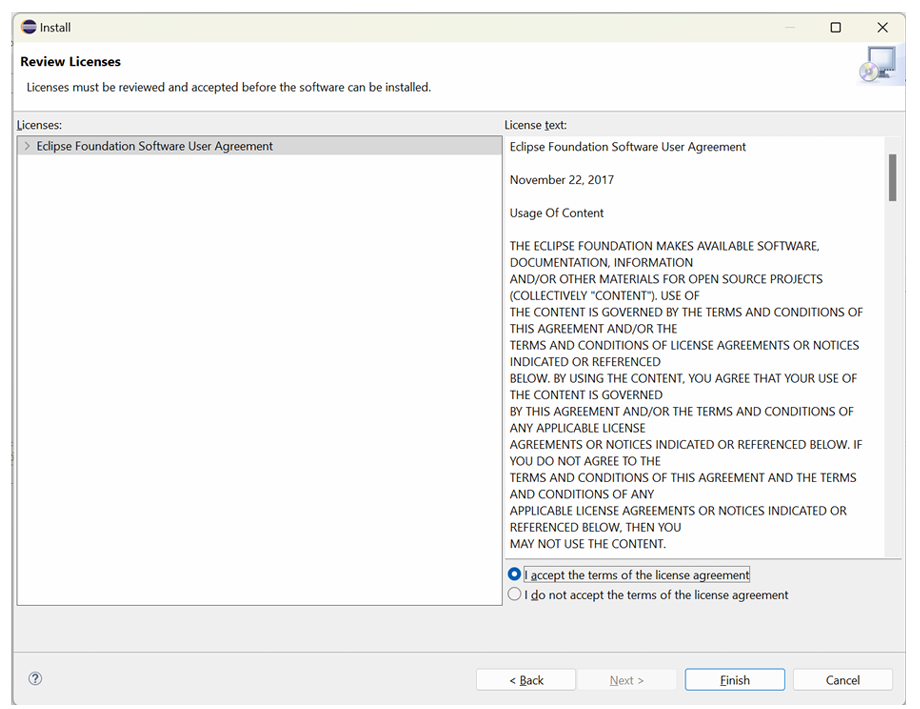 Install
Review Licenses
Licenses must be reviewed and accepted before the software can be installed.
Licenses:
Eclipse Foundation Software User Agreement
License text:
Eclipse Foundation Software User Agreement
November 22, 2017
Usage Of Content
THE ECLIPSE FOUNDATION MAKES AVAILABLE SOFTWARE,
DOCUMENTATION, INFORMATION
AND/OR OTHER MATERIALS FOR OPEN SOURCE PROJECTS
(COLLECTIVELY "CONTENT"). USE OF
THE CONTENT IS GOVERNED BY THE TERMS AND CONDITIONS OF
THIS AGREEMENT AND/OR THE
TERMS AND CONDITIONS OF LICENSE AGREEMENTS OR NOTICES
INDICATED OR REFERENCED
BELOW. BY USING THE CONTENT, YOU AGREE THAT YOUR USE OF
THE CONTENT IS GOVERNED
BY THIS AGREEMENT AND/OR THE TERMS AND CONDITIONS OF
ANY APPLICABLE LICENSE
AGREEMENTS OR NOTICES INDICATED OR REFERENCED BELOW. IF
YOU DO NOT AGREE TO THE
TERMS AND CONDITIONS OF THIS AGREEMENT AND THE TERMS
AND CONDITIONS OF ANY
APPLICABLE LICENSE AGREEMENTS OR NOTICES INDICATED OR
REFERENCED BELOW, THEN YOU
MAY NOT USE THE CONTENT.
I accept the terms of the license agreement
I do not accept the terms of the license agreement
?
< Back
Next >
Finish
Cancel